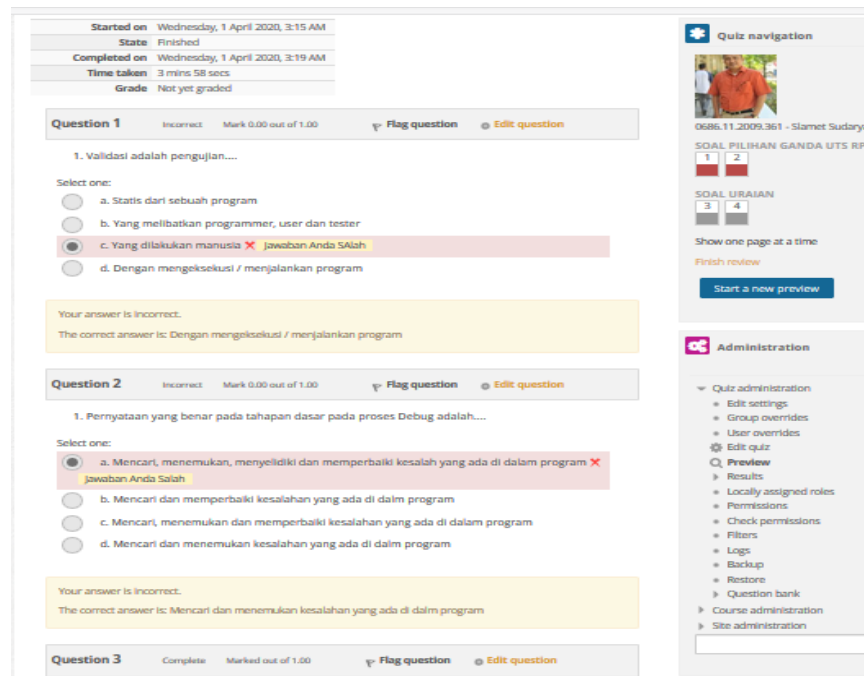 Started on Wednesday, 1 April 2020, 3:15 AM
State Finished
Completed on Wednesday, 1 April 2020, 3:19 AM
Time taken 3 mins 58 secs
Grade Not yet graded
Question 1 Incorrect Mark 0.00 out of 1.00 Flag question Edit question
1. Validasi adalah pengujian....
Select one:
a. Statis dari sebuah program
b. Yang melibatkan programmer, user dan tester
c. Yang dilakukan manusia Jawaban Anda SAlah
d. Dengan mengeksekusi / menjalankan program
Your answer is incorrect.
The correct answer is: Dengan mengeksekusi / menjalankan program
Question 2 Incorrect Mark 0.00 out of 1.00 Flag question Edit question
1. Pernyataan yang benar pada tahapan dasar pada proses Debug adalah....
Select one:
a. Mencari, menemukan, menyelidiki dan memperbaiki kesalah yang ada di dalam program
Jawaban Anda Salah
b. Mencari dan memperbaiki kesalahan yang ada di dalm program
c. Mencari, menemukan dan memperbaiki kesalahan yang ada di dalam program
d. Mencari dan menemukan kesalahan yang ada di dalm program
Your answer is incorrect.
The correct answer is: Mencari dan menemukan kesalahan yang ada di dalm program
Question 3 Complete Marked out of 1.00 Flag question Edit question
Quiz navigation
0686.11.2009.361 - Slamet Sudary
SOAL PILIHAN GANDA UTS RP
1 2
SOAL URAIAN
3 4
Show one page at a time
Finish review
Start a new preview
Administration
Quiz administration
Edit settings
Group overrides
User overrides
Edit quiz
Preview
Results
Locally assigned roles
Permissions
Check permissions
Filters
Logs
Backup
Restore
Question bank
Course administration
Site administration